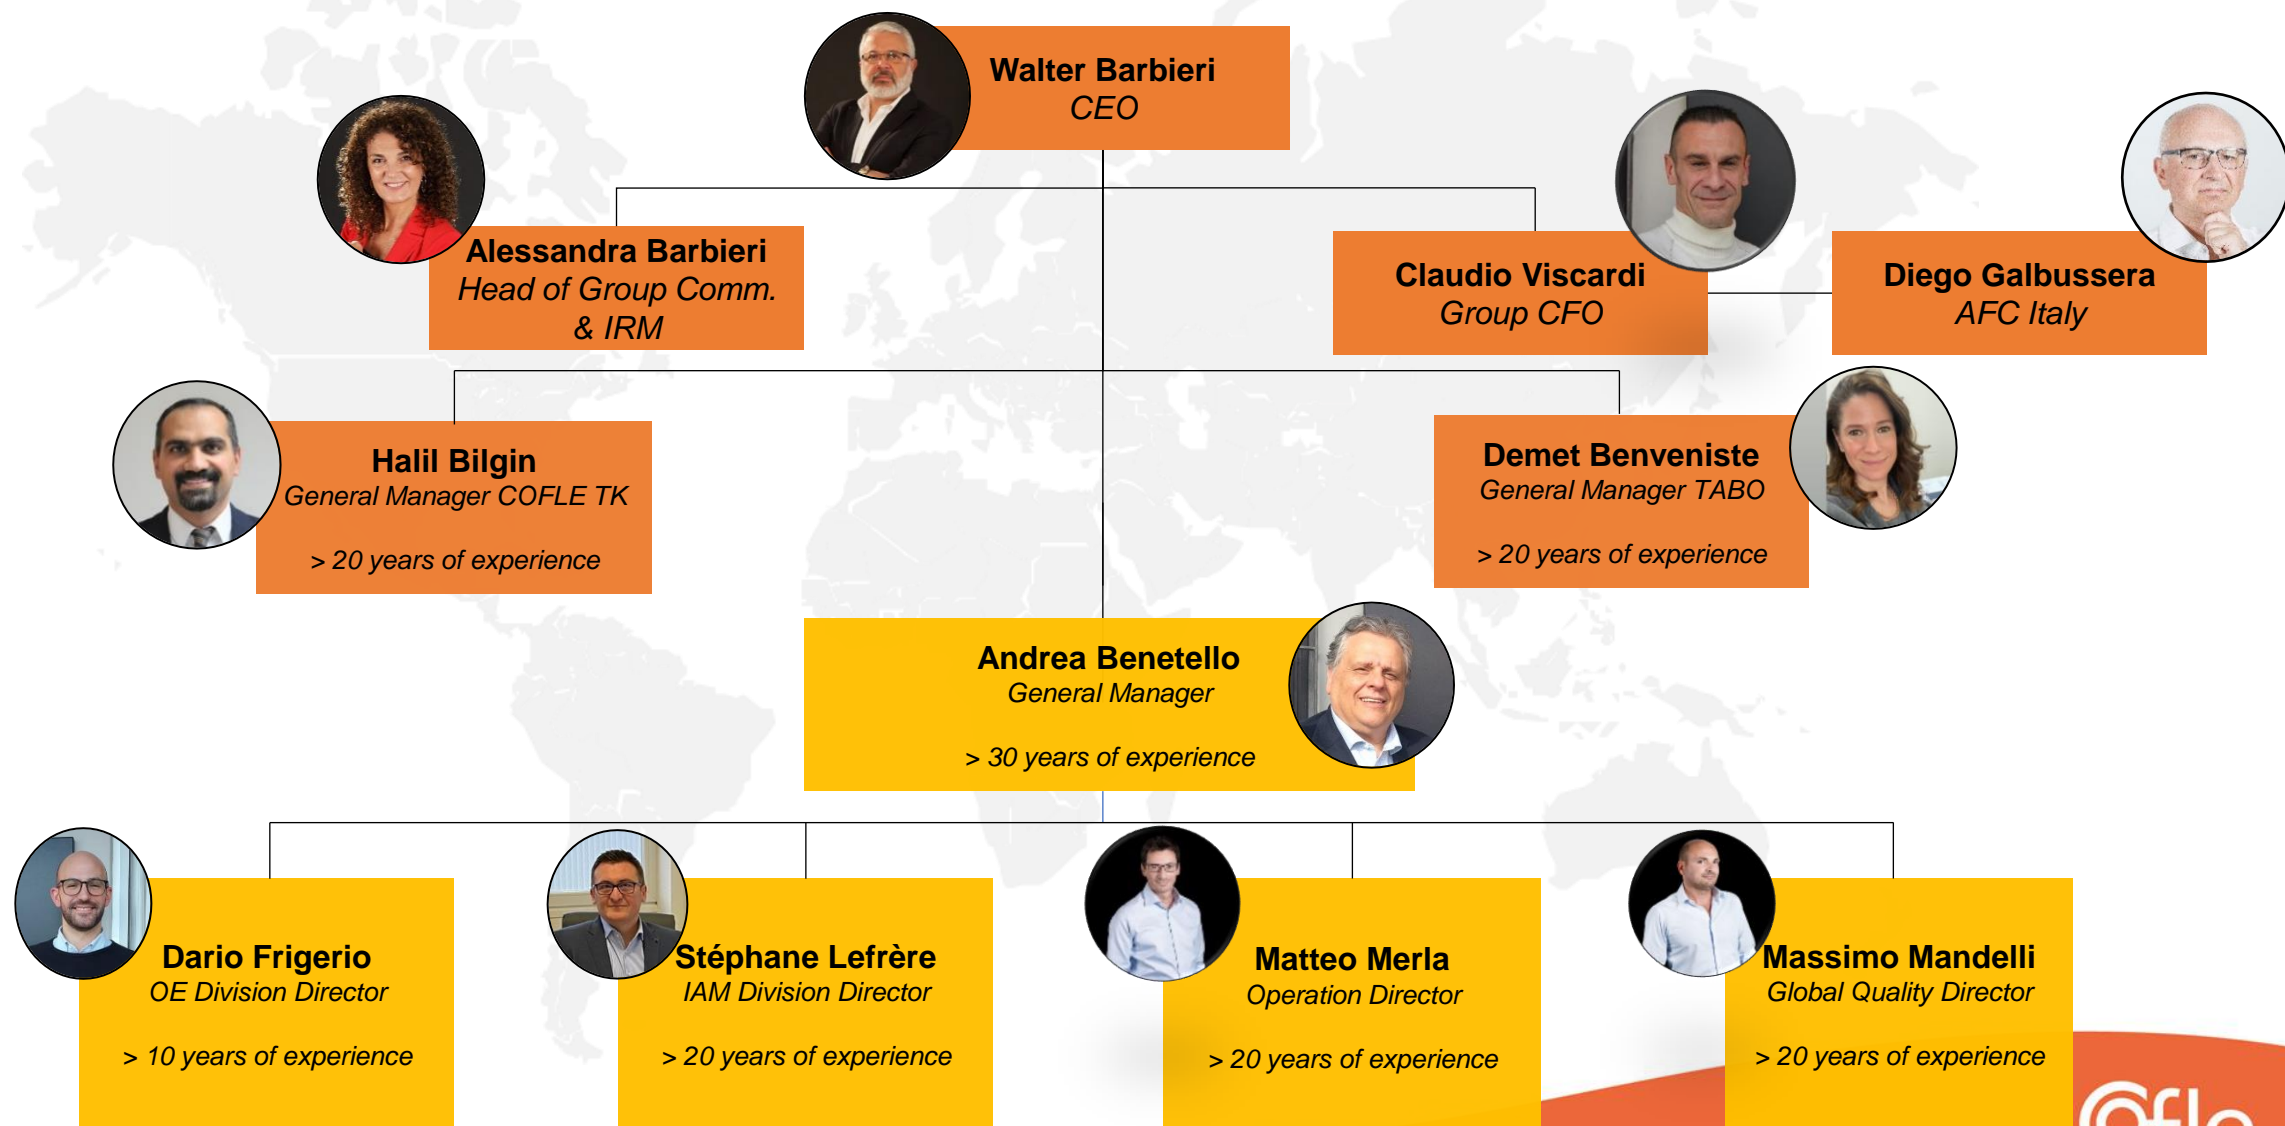 Walter Barbieri
CEO
Alessandra Barbieri
Head of Group Comm.
& IRM
Claudio Viscardi
Group CFO
Diego Galbussera
AFC Italy
Halil Bilgin
General Manager COFLE TK
> 20 years of experience
Demet Benveniste
General Manager TABO
> 20 years of experience
Andrea Benetello
General Manager
> 30 years of experience
Dario Frigerio
OE Division Director
> 10 years of experience
Stéphane Lefrère
IAM Division Director
> 20 years of experience
Matteo Merla
Operation Director
> 20 years of experience
Massimo Mandelli
Global Quality Director
> 20 years of experience